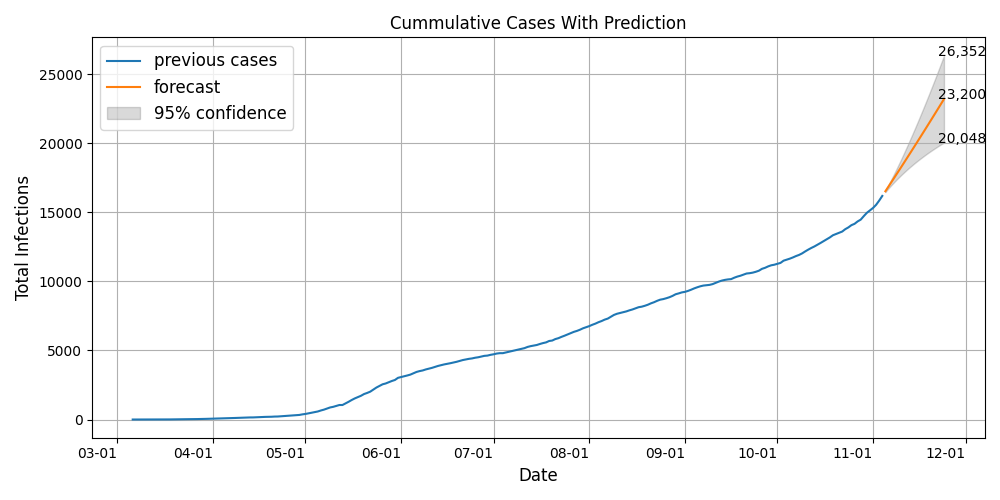 Cummulative Cases With Prediction
previous cases
forecast
95% confidence
26,352
23,200
20,048
25000
20000
15000
10000
5000
0
Total Infections
03-01 04-01 05-01 06-01 07-01 08-01 09-01 10-01 11-01 12-01
Date